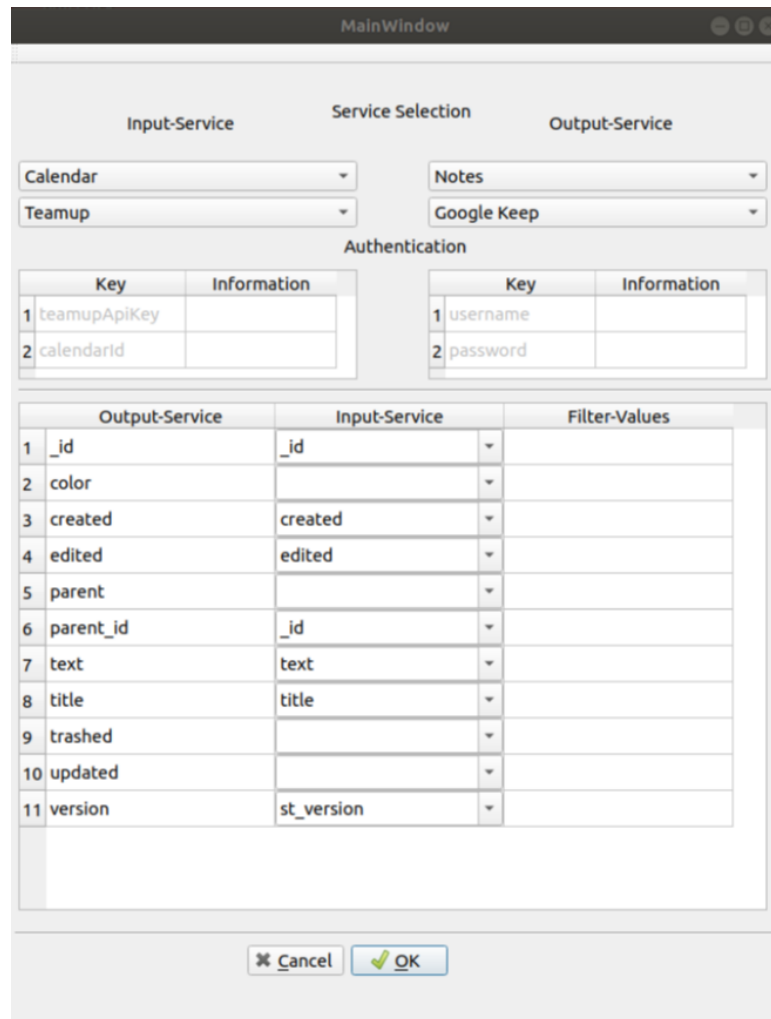 MainWindow
Service Selection
Input-Service Output-Service
Calendar Notes
Teamup Google Keep
Authentication
Key Information Key Information
1 teamupApiKey 1 username
2 calendarId 2 password
Output-Service Input-Service Filter-Values
1 _id _id
2 color
3 created created
4 edited edited
5 parent
6 parent_id _id
7 text text
8 title title
9 trashed
10 updated
11 version st_version
Cancel OK